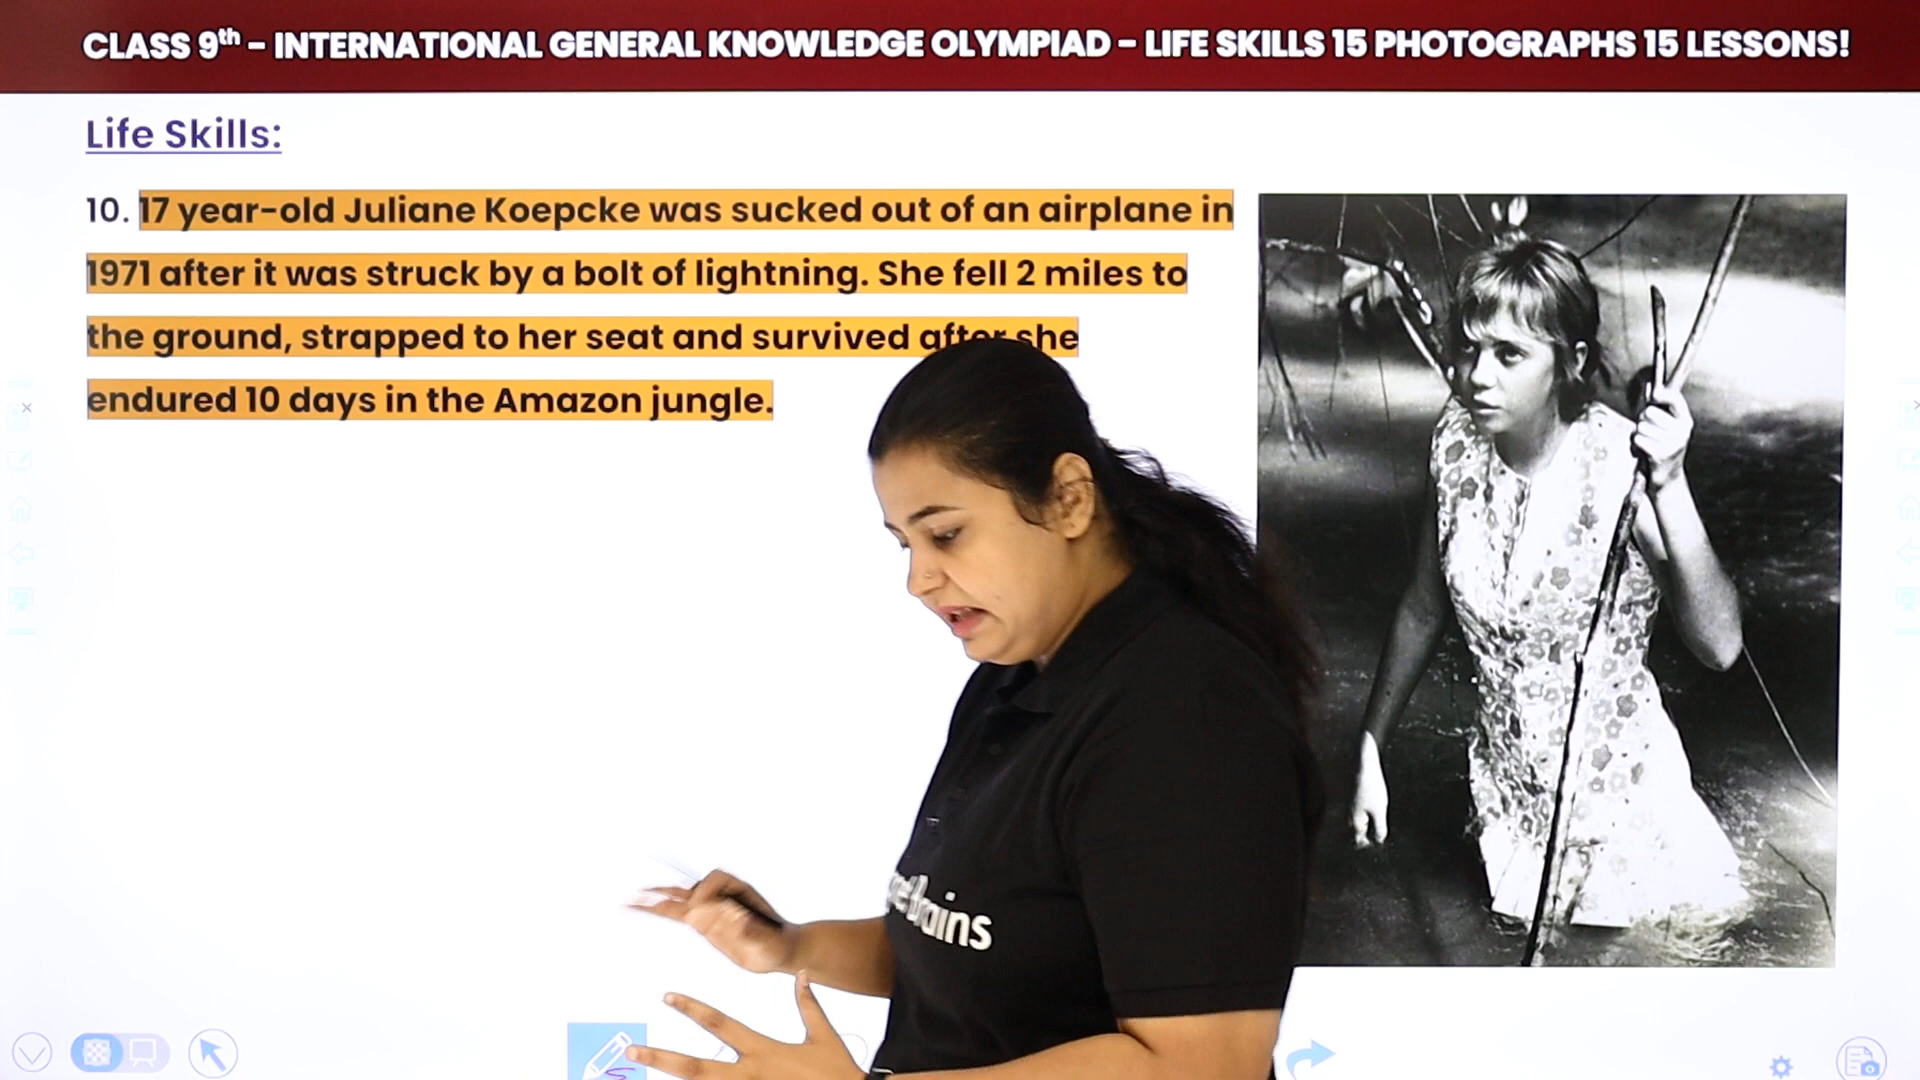 CLASS 9th – INTERNATIONAL GENERAL KNOWLEDGE OLYMPIAD – LIFE SKILLS 15 PHOTOGRAPHS 15 LESSONS!
Life Skills:
10. 17 year-old Juliane Koepcke was sucked out of an airplane in
1971 after it was struck by a bolt of lightning. She fell 2 miles to
the ground, strapped to her seat and survived after she
endured 10 days in the Amazon jungle.